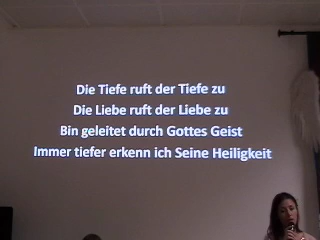 Die Tiefe ruft der Tiefe zu
Die Liebe ruft der Liebe zu
Bin geleitet durch Gottes Geist
Immer tiefer erkenn ich Seine Heiligkeit